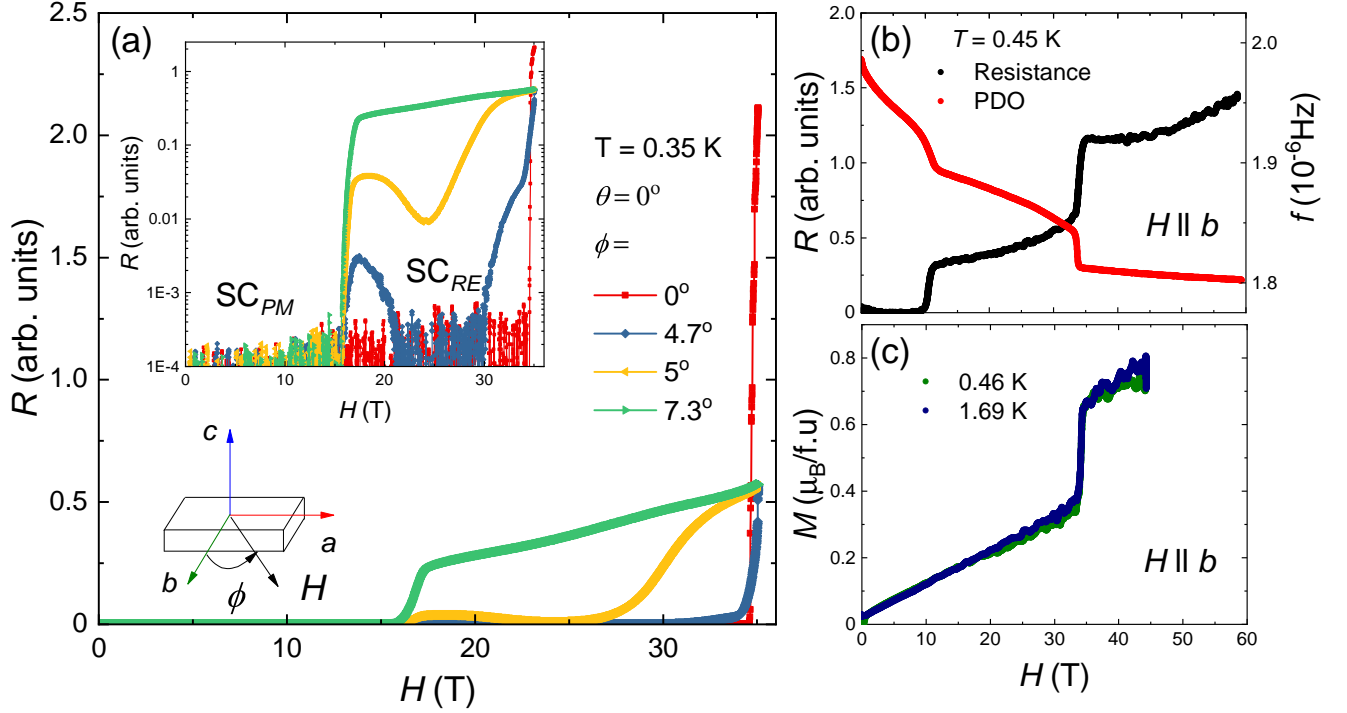 (a)
2.5
2.0
1.5
1.0
0.5
0
0
10
20
30
R (arb. units)
H (T)
1
0.1
0.01
1E-3
1E-4
0
10
20
30
R (arb. units)
H (T)
SC_PM
SC_RE
T = 0.35 K
θ = 0°
ϕ =
0°
4.7°
5°
7.3°
c
a
b
ϕ
H
(b)
T = 0.45 K
Resistance
PDO
H || b
2.0
1.5
1.0
0.5
0.0
R (arb. units)
2.0
1.9
1.8
f (10⁻⁶Hz)
(c)
0.46 K
1.69 K
H || b
0.8
0.6
0.4
0.2
0
M (μ_B/f.u)
0
10
20
30
40
50
60
H (T)